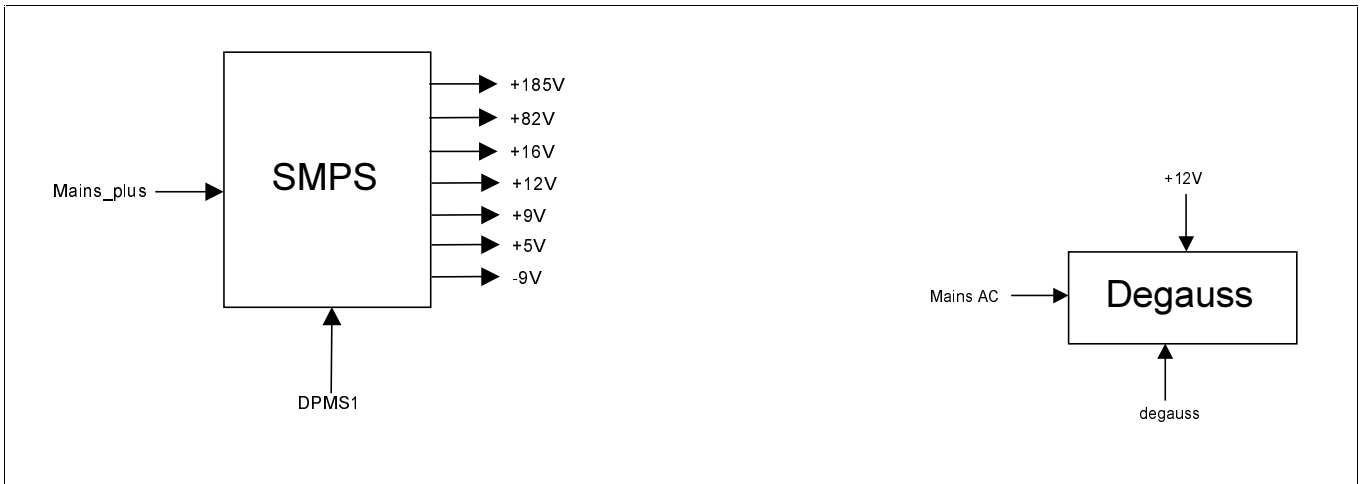 +185V
+82V
SMPS
+16V
+12V
Mains_plus
+9V
+5V
-9V
DPMS1
+12V
Mains AC
Degauss
degauss